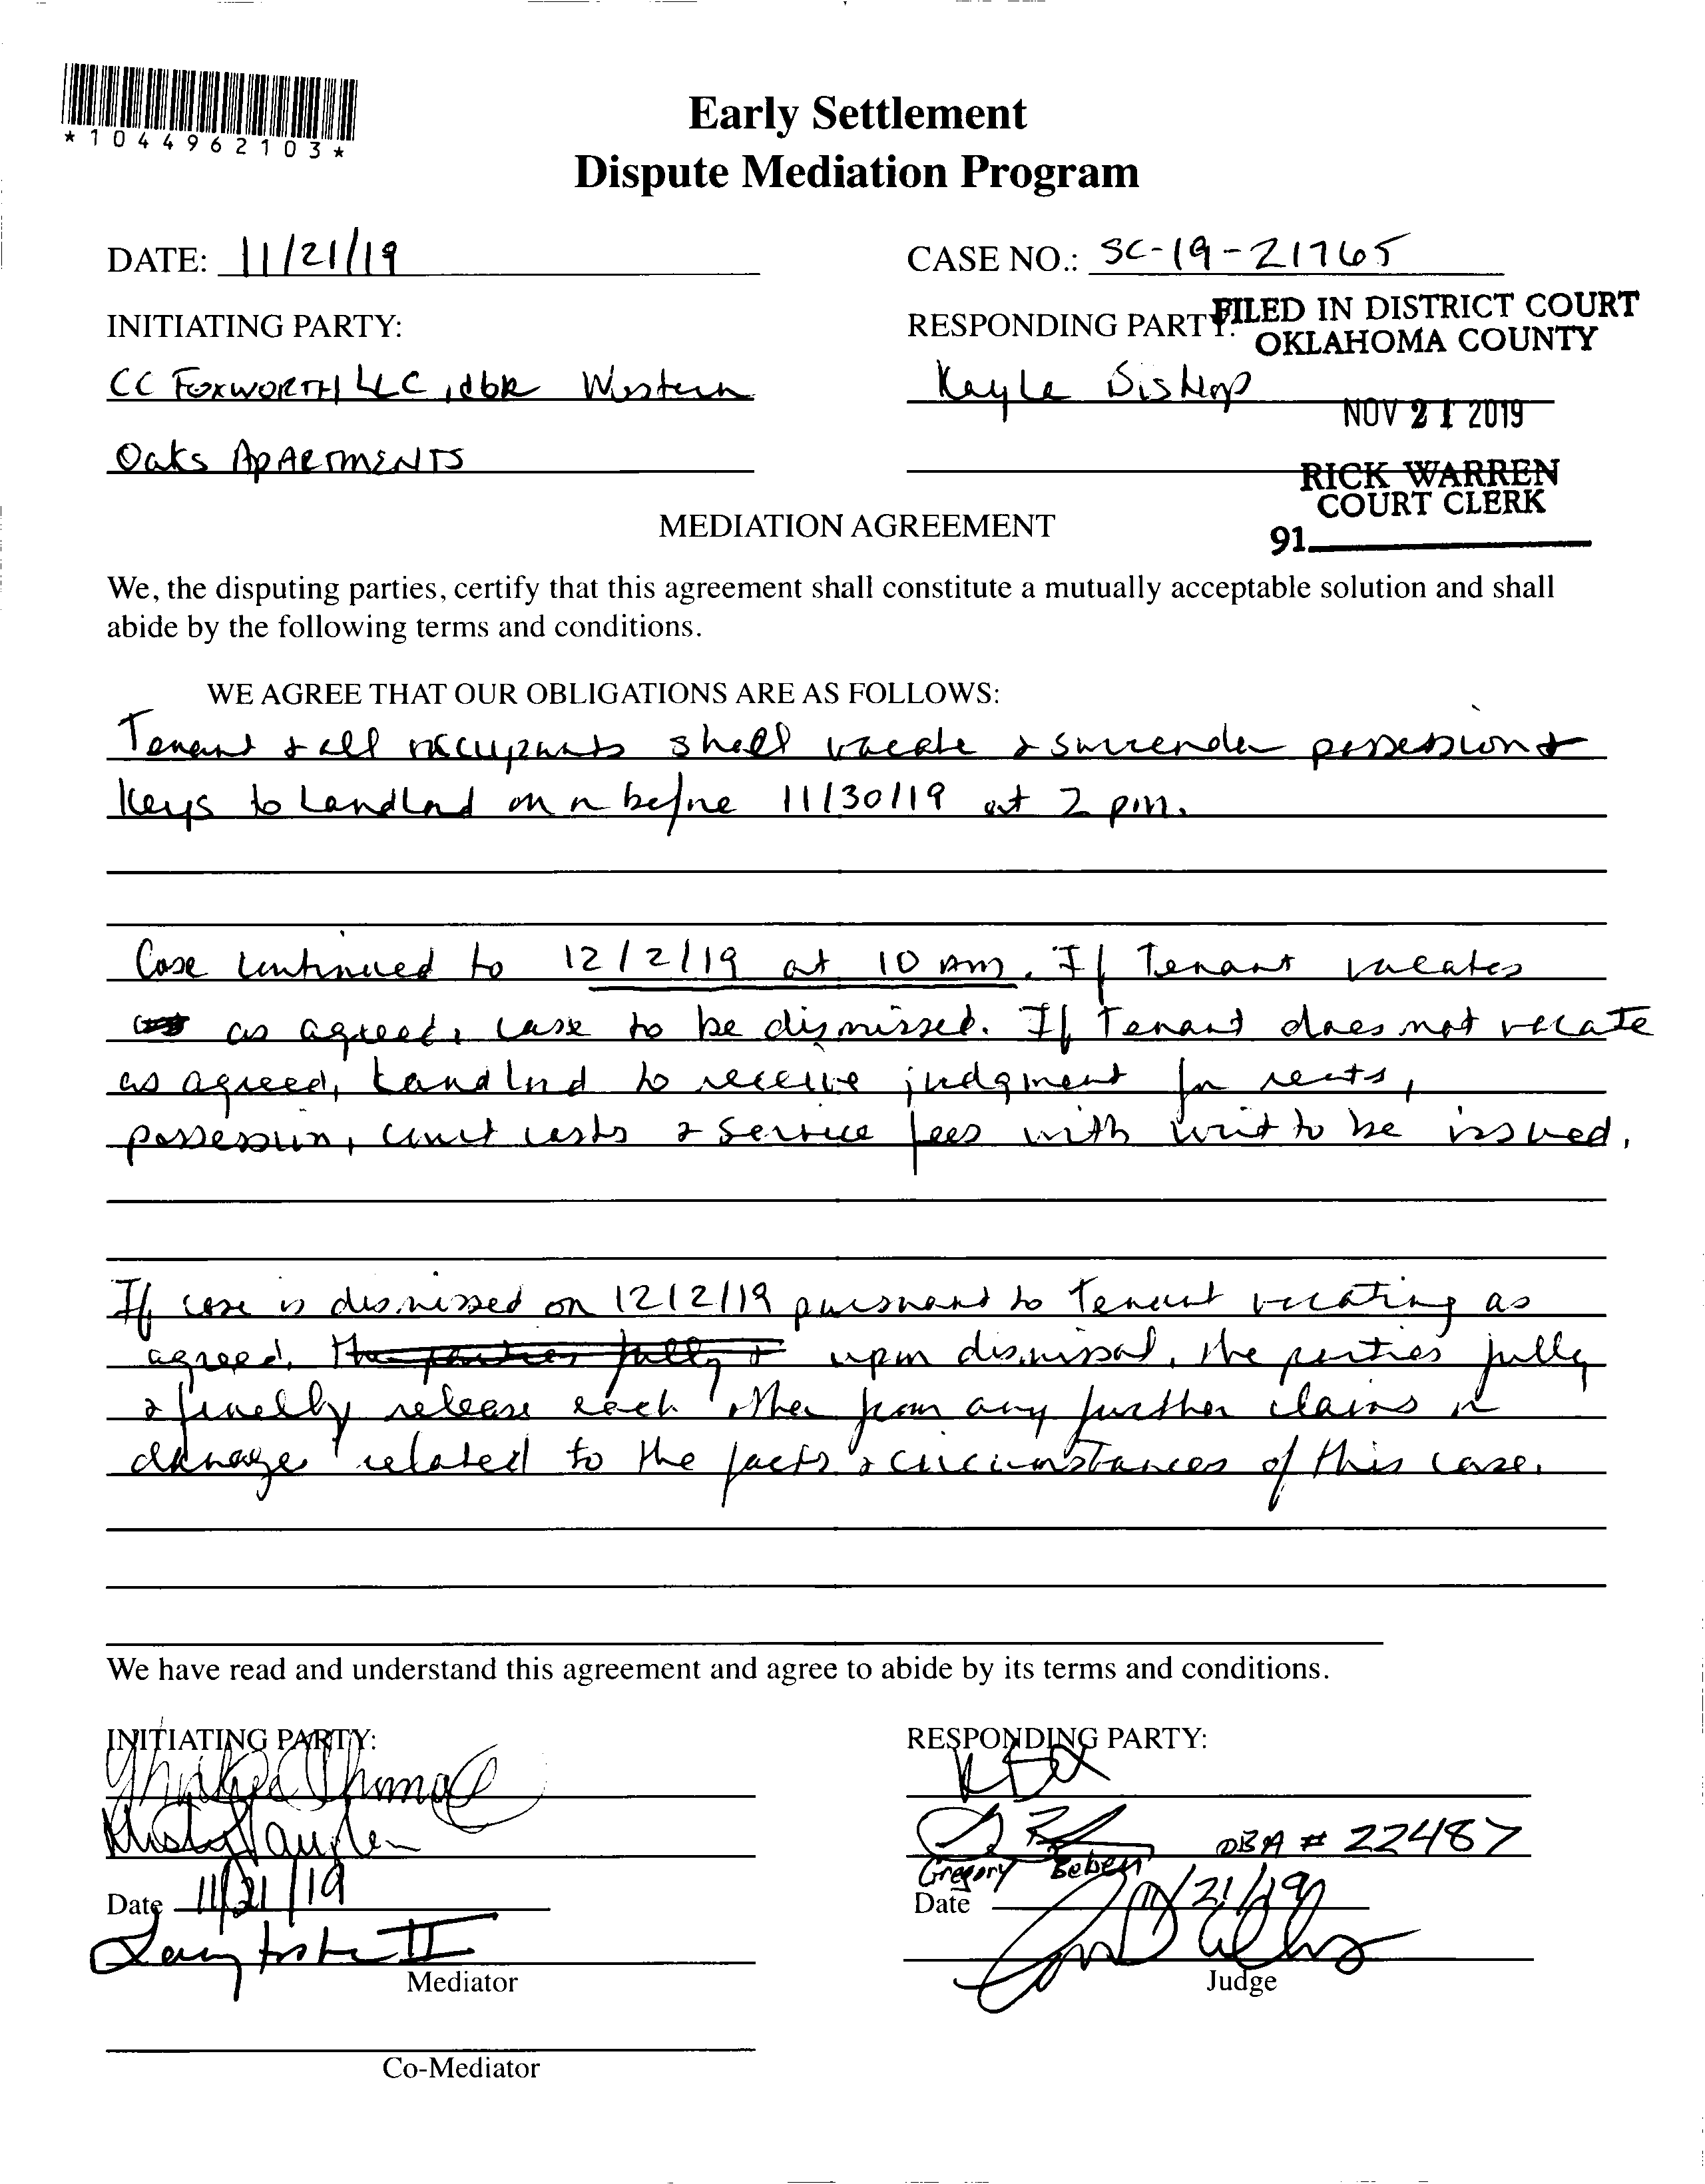 *1044962103*
Early Settlement
Dispute Mediation Program
DATE: 11/21/19
CASE NO.: SC-19-21765
INITIATING PARTY:
RESPONDING PARTY:
FILED IN DISTRICT COURT
OKLAHOMA COUNTY
CC FOXWORTH LLC, dba Western
Kayla Bishop
NOV 21 2019
Oaks Apartments
RICK WARREN
COURT CLERK
91
MEDIATION AGREEMENT
We, the disputing parties, certify that this agreement shall constitute a mutually acceptable solution and shall
abide by the following terms and conditions.
WE AGREE THAT OUR OBLIGATIONS ARE AS FOLLOWS:
Tenant & all occupants shall vacate & surrender possession &
keys to Landlord on or before 11/30/19 at 2 pm.
Case continued to 12/2/19 at 10 am. If Tenant vacates
as agreed, case to be dismissed. If Tenant does not vacate
as agreed, Landlord to receive judgment for rents,
possession, court costs & service fees with writ to be issued.
If case is dismissed on 12/2/19 pursuant to Tenant vacating as
agreed, the parties fully & upon dismissal, the parties fully
& finally release each other from any further claims or
damages related to the facts & circumstances of this case.
We have read and understand this agreement and agree to abide by its terms and conditions.
INITIATING PARTY:
RESPONDING PARTY:
OBA # 22487
Gregory Beben
Date 11/21/19
Date 11/21/19
Mediator
Judge
Co-Mediator